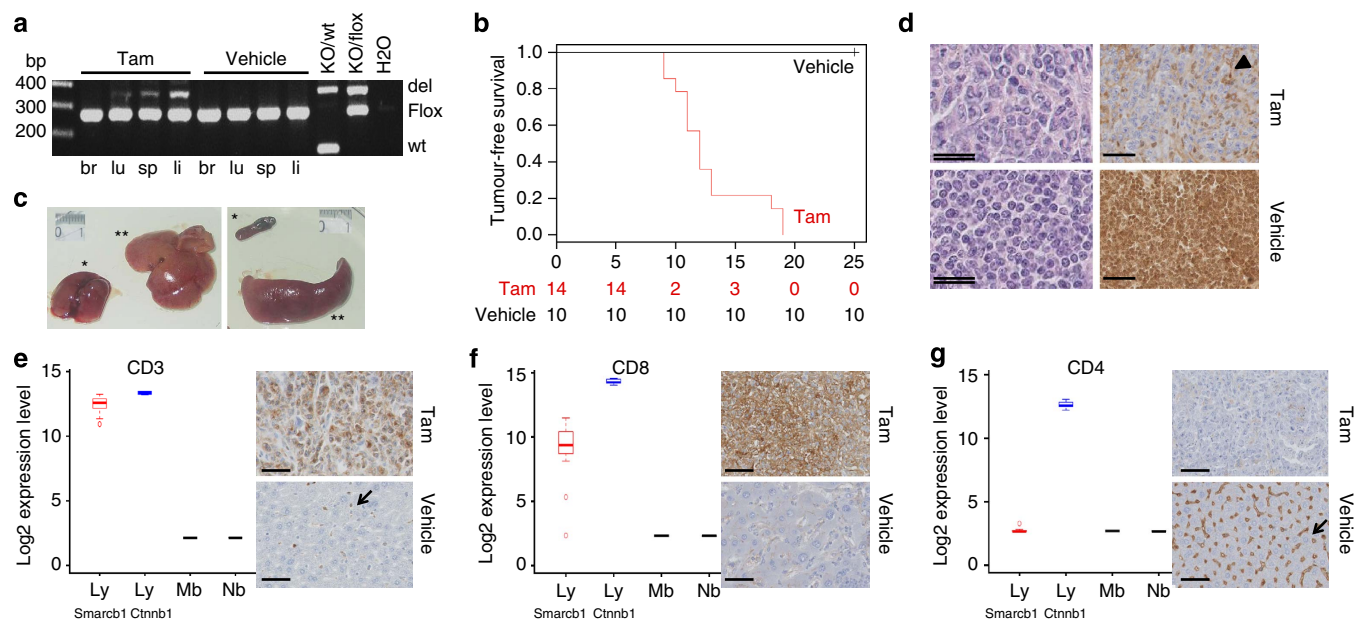 a
bp
Tam
Vehicle
KO/wt
KO/flox
H2O
400
300
200
del
Flox
wt
br lu sp li br lu sp li
b
Tumour-free survival
1.0
0.8
0.6
0.4
0.2
0.0
Vehicle
Tam
0 5 10 15 20 25
Tam 14 14 2 3 0 0
Vehicle 10 10 10 10 10 10
c
0 1
*
**
*
0 1
**
d
Tam
Vehicle
e
CD3
Log2 expression level
15
10
5
0
Ly Ly Mb Nb
Smarcb1 Ctnnb1
Tam
Vehicle
f
CD8
Log2 expression level
15
10
5
0
Ly Ly Mb Nb
Smarcb1 Ctnnb1
Tam
Vehicle
g
CD4
Log2 expression level
15
10
5
0
Ly Ly Mb Nb
Smarcb1 Ctnnb1
Tam
Vehicle